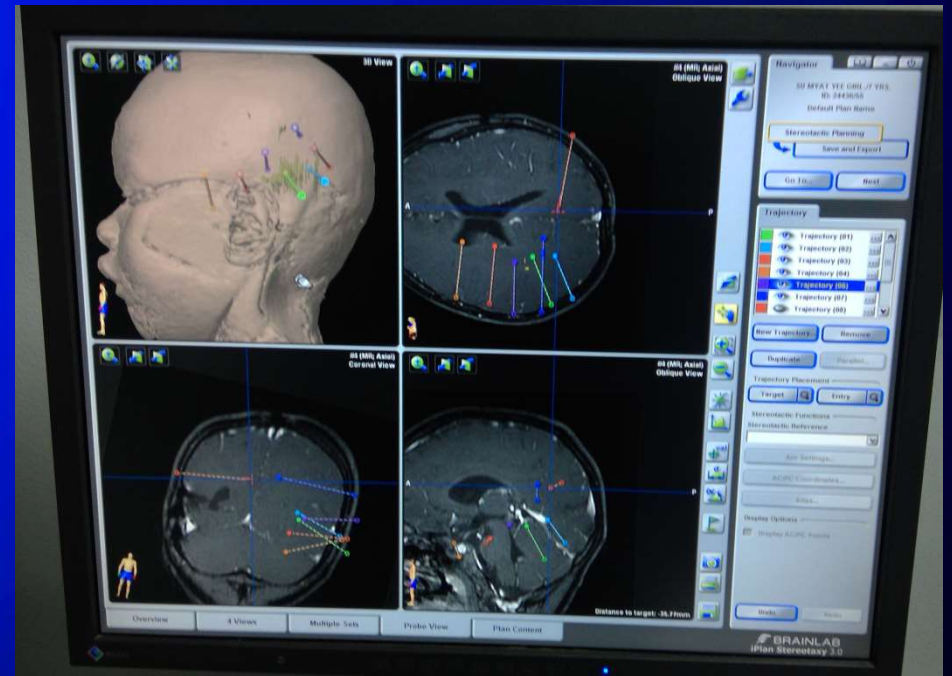 3D View
#4 (MR; Axial)
Oblique View
A
P
#4 (MR; Axial)
Coronal View
#4 (MR; Axial)
Oblique View
A
P
Distance to target: -35.77mm
Overview
4 Views
Multiple Sets
Probe View
Plan Content
Navigator
Default Plan Name
Stereotactic Planning
Save and Export
Go To...
Next
Trajectory
Trajectory (01)
Trajectory (02)
Trajectory (03)
Trajectory (04)
Trajectory (06)
Trajectory (07)
Trajectory (08)
New Trajectory
Remove
Duplicate
Parallel...
Trajectory Placement
Target
Entry
Stereotactic Functions
Stereotactic Reference
Arc Settings...
AC/PC Coordinates...
Display Options
Display AC/PC Points
Undo
Redo
BRAINLAB
iPlan Stereotaxy 3.0